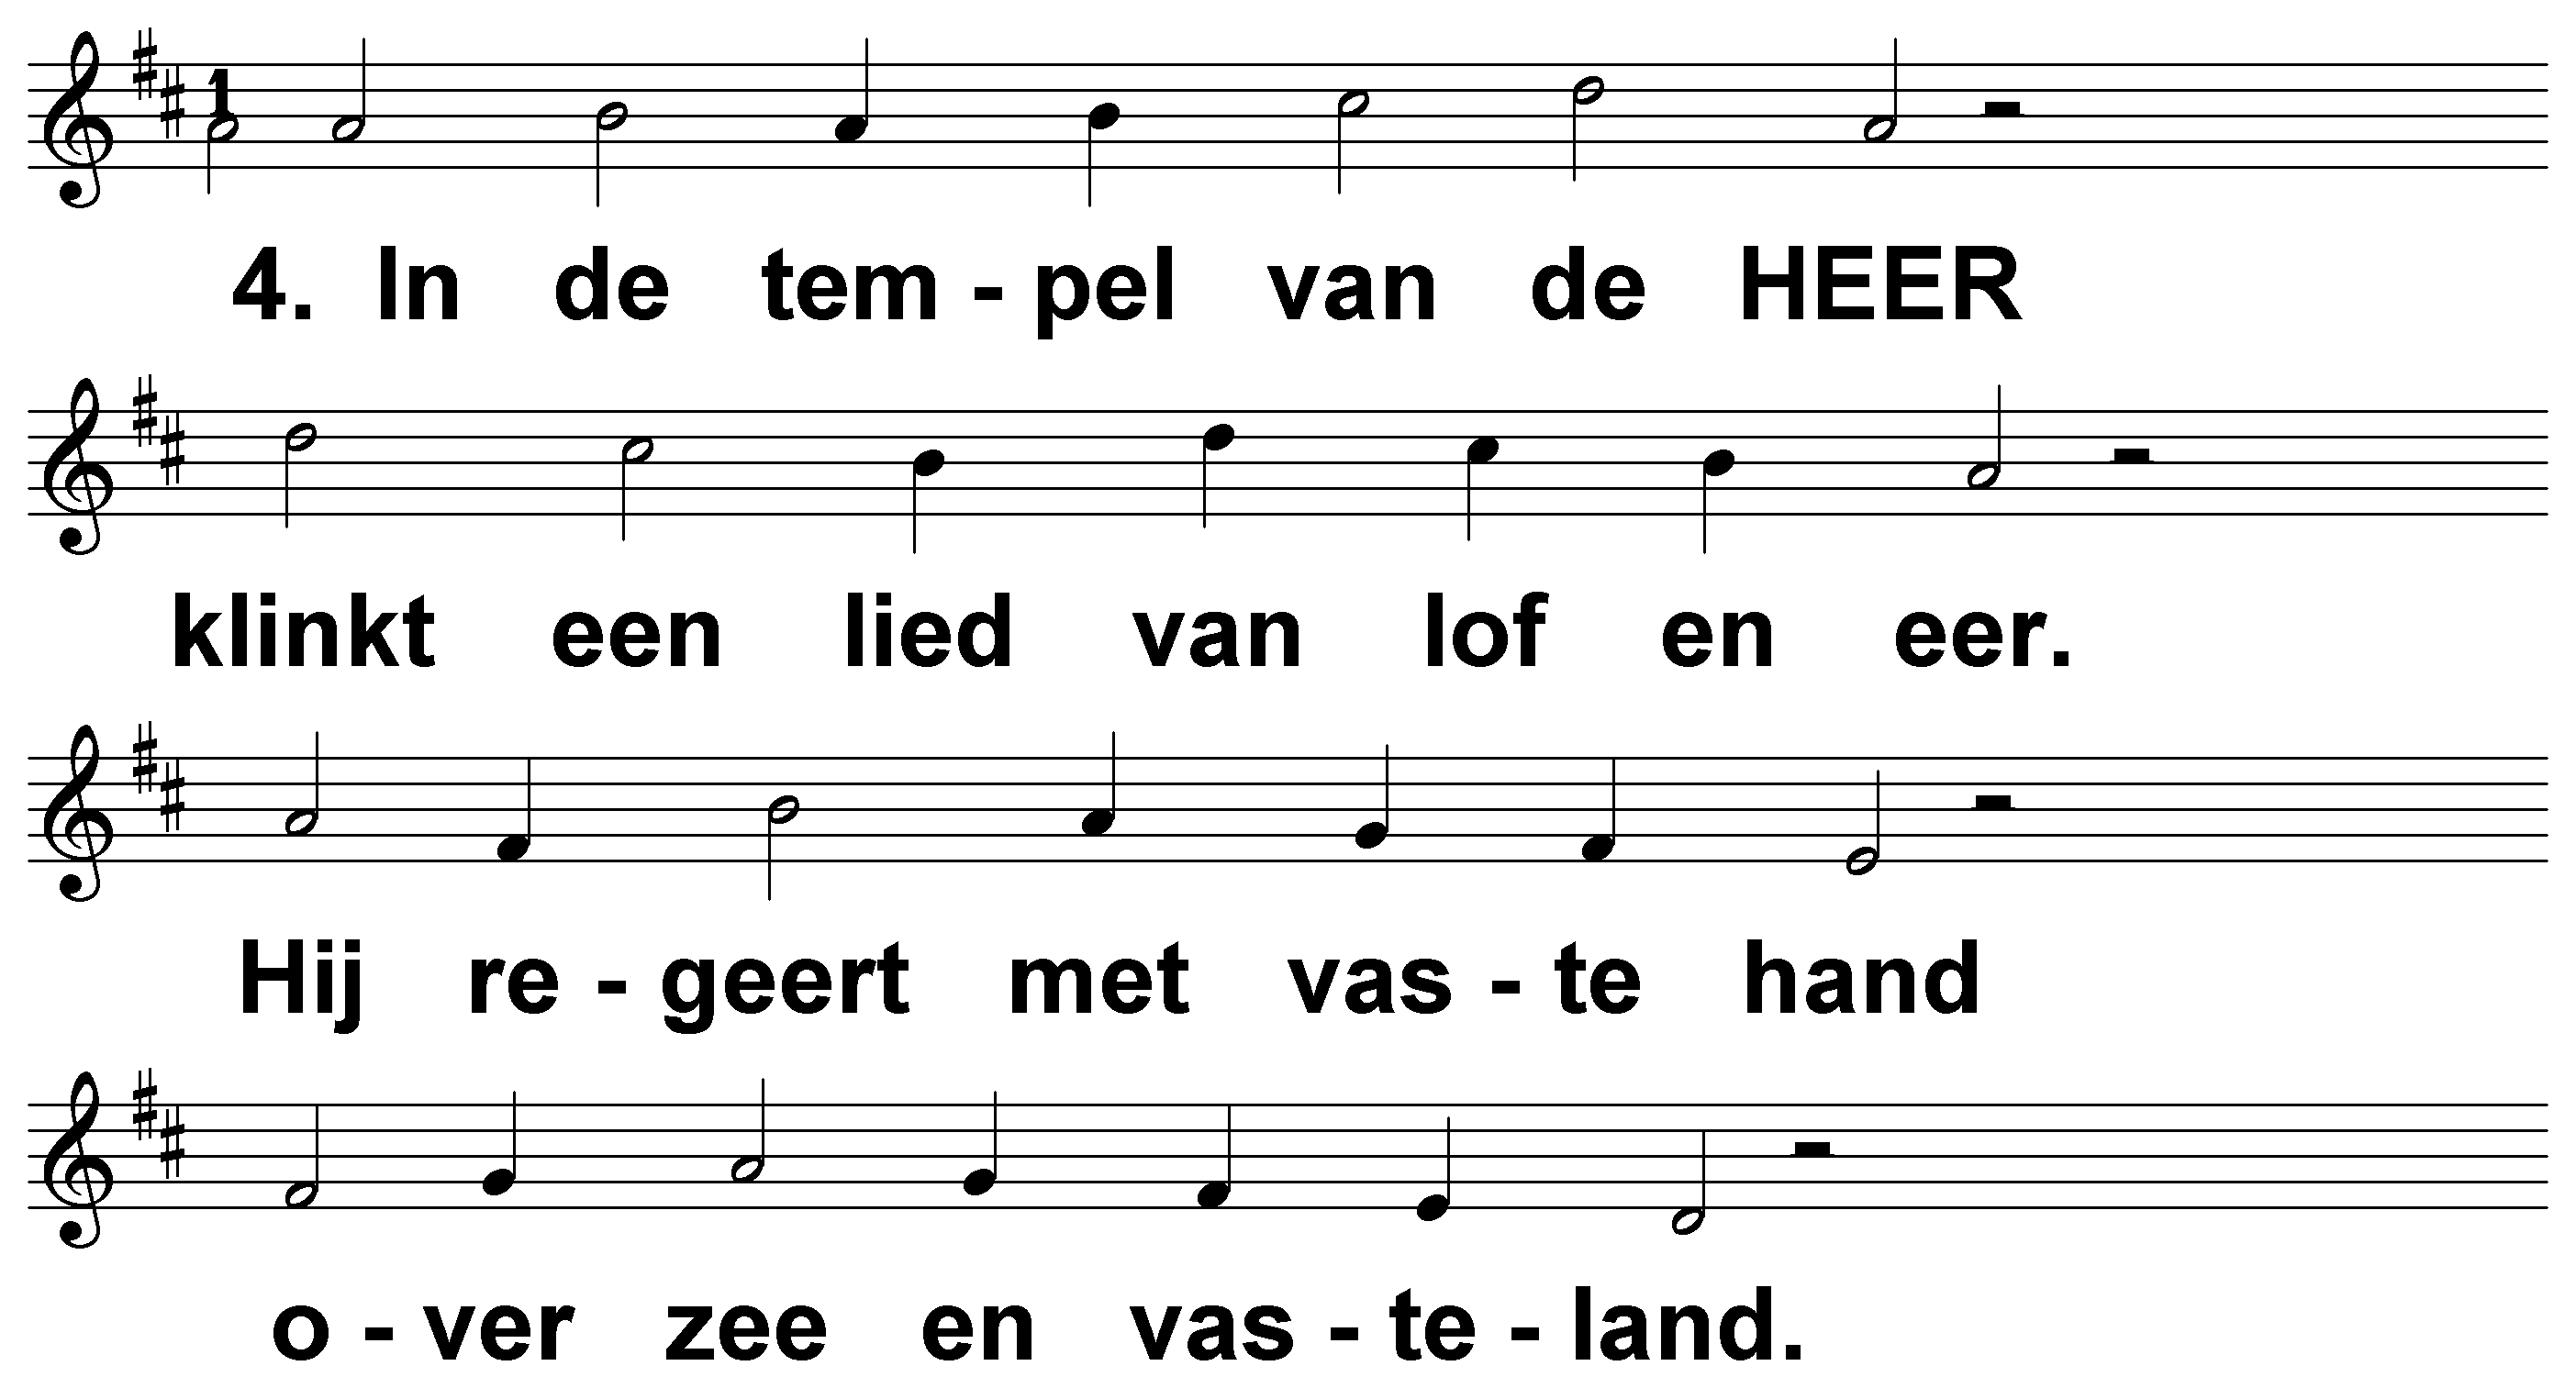 1
4. In de tem - pel van de HEER
klinkt een lied van lof en eer.
Hij re - geert met vas - te hand
o - ver zee en vas - te - land.